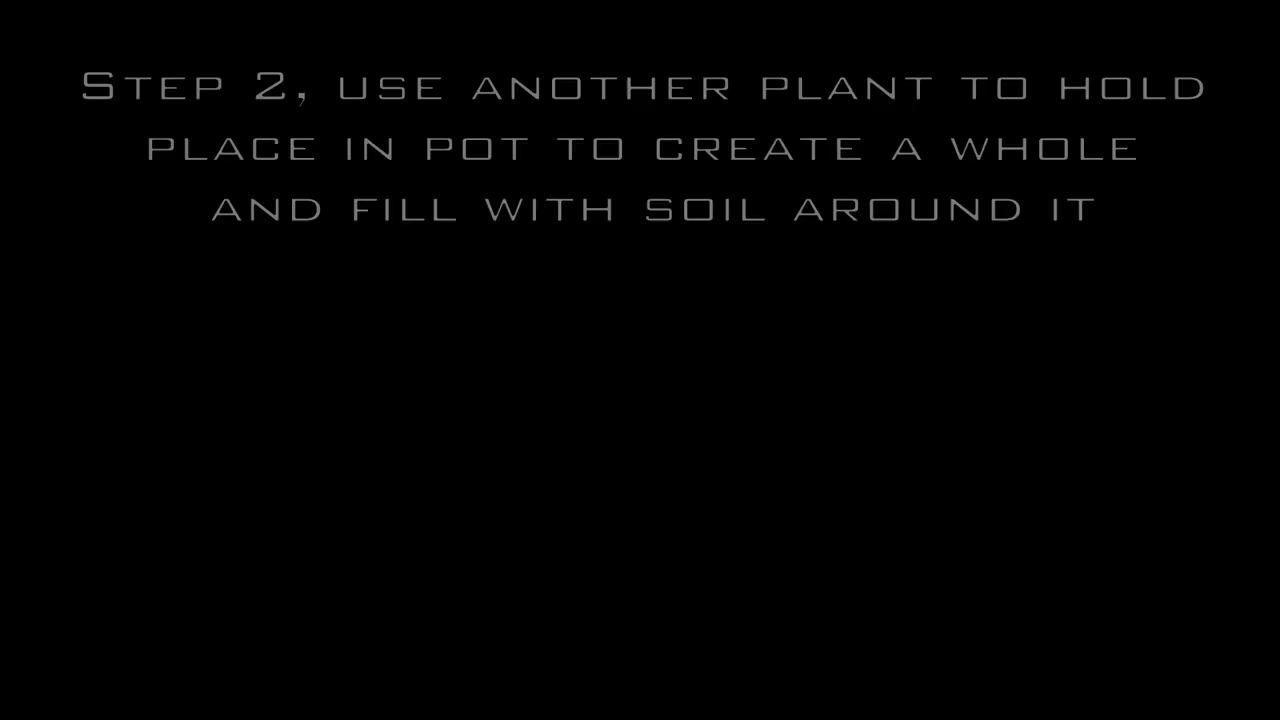 Step 2, use another plant to hold
place in pot to create a whole
and fill with soil around it